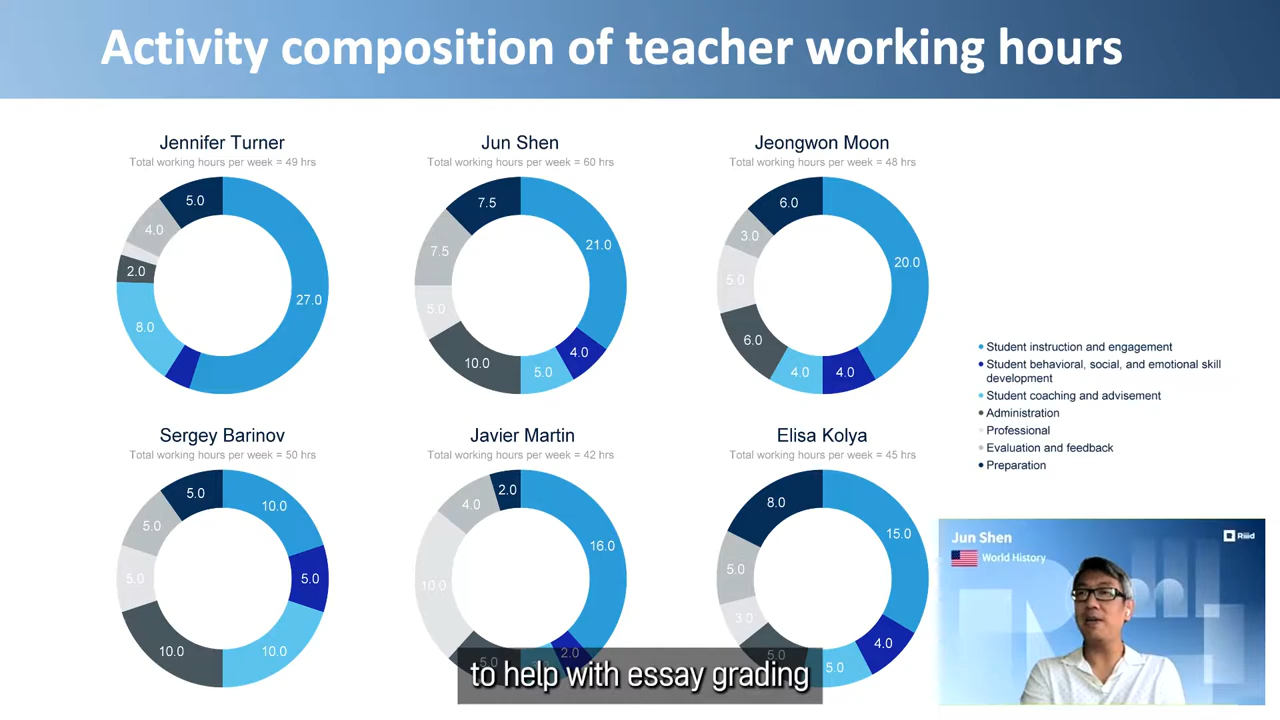 Activity composition of teacher working hours
Jennifer Turner
Total working hours per week = 49 hrs
5.0
4.0
2.0
8.0
27.0
Jun Shen
Total working hours per week = 60 hrs
7.5
7.5
5.0
10.0
5.0
4.0
21.0
Jeongwon Moon
Total working hours per week = 48 hrs
6.0
3.0
5.0
6.0
4.0
4.0
20.0
Student instruction and engagement
Student behavioral, social, and emotional skill
development
Student coaching and advisement
Administration
Professional
Evaluation and feedback
Preparation
Sergey Barinov
Total working hours per week = 50 hrs
5.0
10.0
5.0
5.0
5.0
10.0
10.0
Javier Martin
Total working hours per week = 42 hrs
2.0
4.0
16.0
10.0
5.0
2.0
Elisa Kolya
Total working hours per week = 45 hrs
8.0
15.0
5.0
3.0
5.0
5.0
4.0
Jun Shen
World History
Riiid
to help with essay grading